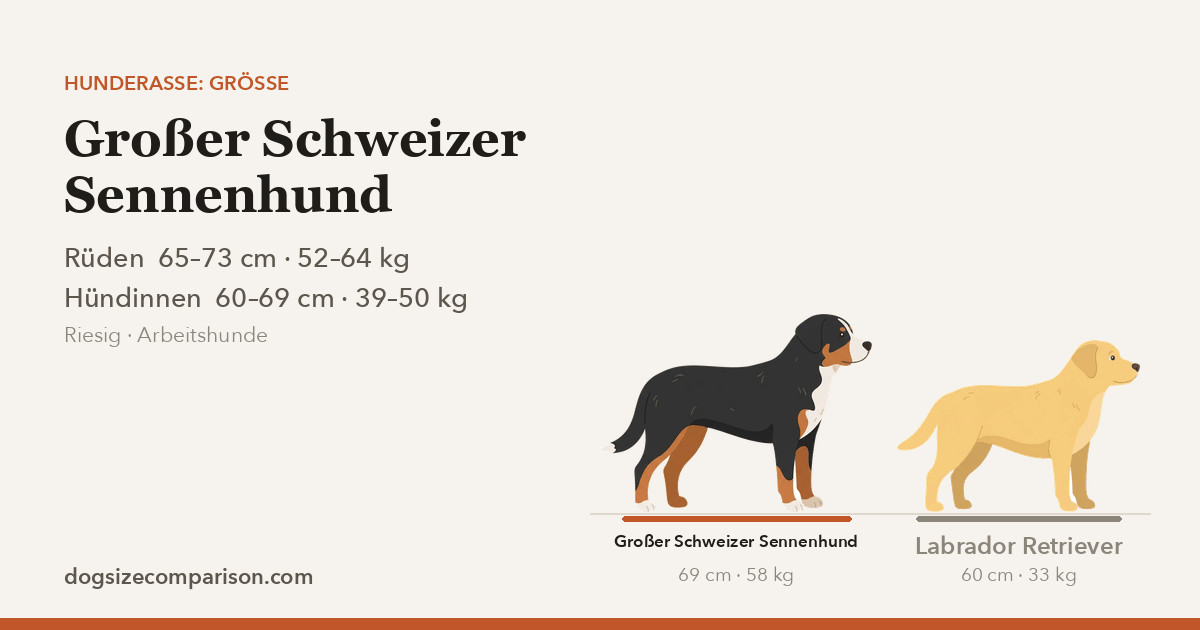 HUNDERASSE: GRÖSSE
Großer Schweizer
Sennenhund
Rüden 65–73 cm · 52–64 kg
Hündinnen 60–69 cm · 39–50 kg
Riesig · Arbeitshunde
Großer Schweizer Sennenhund
69 cm · 58 kg
Labrador Retriever
60 cm · 33 kg
dogsizecomparison.com